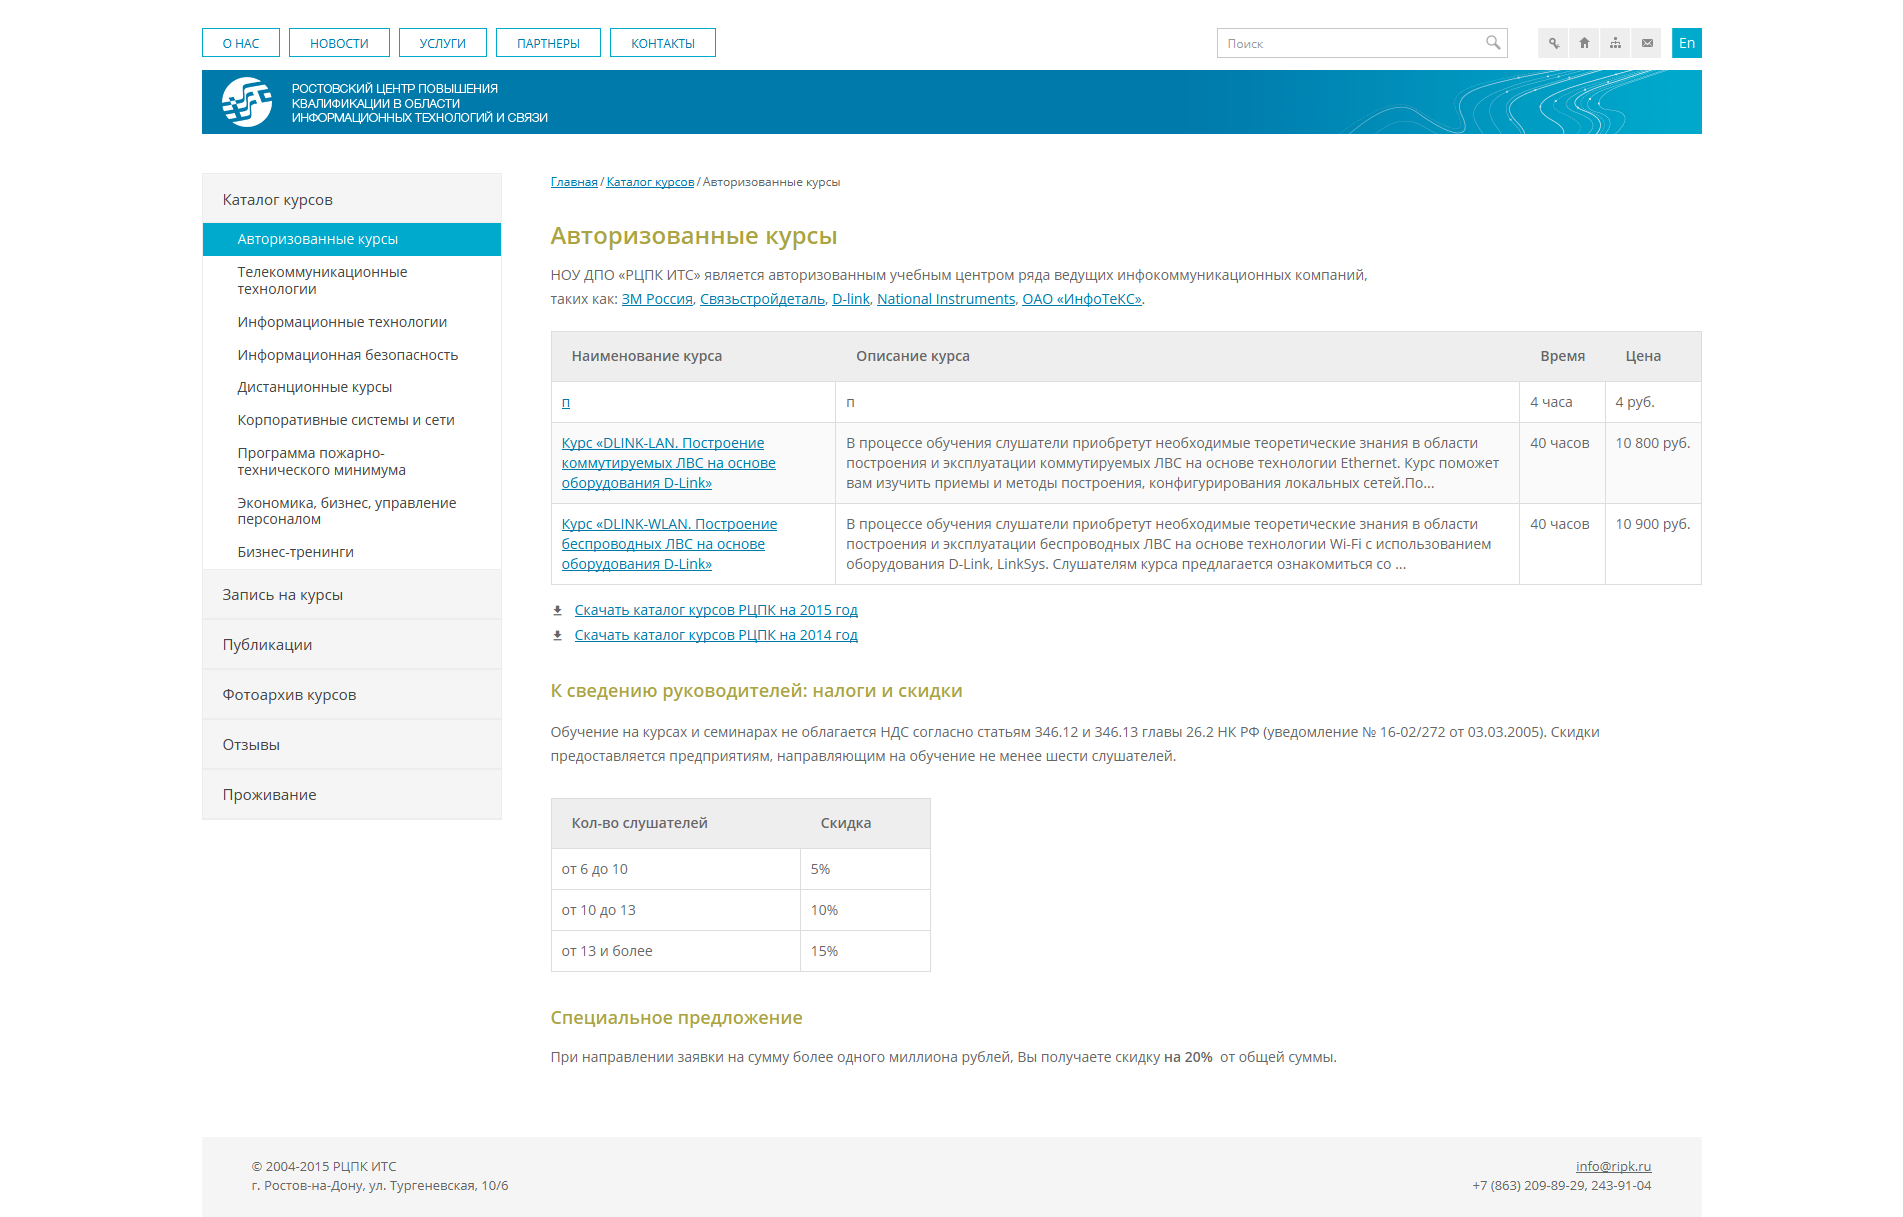 О НАС
НОВОСТИ
УСЛУГИ
ПАРТНЕРЫ
КОНТАКТЫ
Поиск
En
РОСТОВСКИЙ ЦЕНТР ПОВЫШЕНИЯ
КВАЛИФИКАЦИИ В ОБЛАСТИ
ИНФОРМАЦИОННЫХ ТЕХНОЛОГИЙ И СВЯЗИ
Каталог курсов
Авторизованные курсы
Телекоммуникационные
технологии
Информационные технологии
Информационная безопасность
Дистанционные курсы
Корпоративные системы и сети
Программа пожарно-
технического минимума
Экономика, бизнес, управление
персоналом
Бизнес-тренинги
Запись на курсы
Публикации
Фотоархив курсов
Отзывы
Проживание
Главная / Каталог курсов / Авторизованные курсы
Авторизованные курсы
НОУ ДПО «РЦПК ИТС» является авторизованным учебным центром ряда ведущих инфокоммуникационных компаний,
таких как: 3М Россия, Связьстройдеталь, D-link, National Instruments, ОАО «ИнфоТеКС».
Наименование курса
Описание курса
Время
Цена
п
п
4 часа
4 руб.
Курс «DLINK-LAN. Построение
коммутируемых ЛВС на основе
оборудования D-Link»
В процессе обучения слушатели приобретут необходимые теоретические знания в области
построения и эксплуатации коммутируемых ЛВС на основе технологии Ethernet. Курс поможет
вам изучить приемы и методы построения, конфигурирования локальных сетей.По...
40 часов
10 800 руб.
Курс «DLINK-WLAN. Построение
беспроводных ЛВС на основе
оборудования D-Link»
В процессе обучения слушатели приобретут необходимые теоретические знания в области
построения и эксплуатации беспроводных ЛВС на основе технологии Wi-Fi с использованием
оборудования D-Link, LinkSys. Слушателям курса предлагается ознакомиться со ...
40 часов
10 900 руб.
Скачать каталог курсов РЦПК на 2015 год
Скачать каталог курсов РЦПК на 2014 год
К сведению руководителей: налоги и скидки
Обучение на курсах и семинарах не облагается НДС согласно статьям 346.12 и 346.13 главы 26.2 НК РФ (уведомление № 16-02/272 от 03.03.2005). Скидки
предоставляется предприятиям, направляющим на обучение не менее шести слушателей.
Кол-во слушателей
Скидка
от 6 до 10
5%
от 10 до 13
10%
от 13 и более
15%
Специальное предложение
При направлении заявки на сумму более одного миллиона рублей, Вы получаете скидку на 20% от общей суммы.
© 2004-2015 РЦПК ИТС
г. Ростов-на-Дону, ул. Тургеневская, 10/6
info@ripk.ru
+7 (863) 209-89-29, 243-91-04